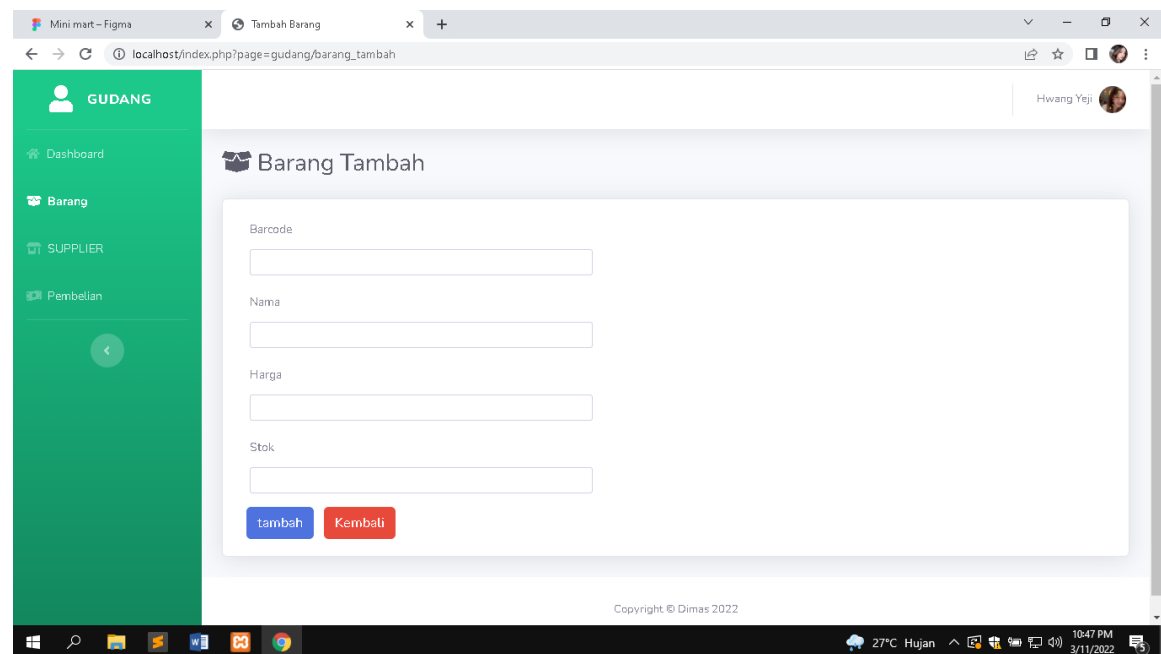 Mini mart – Figma
Tambah Barang
localhost/index.php?page=gudang/barang_tambah
GUDANG
Hwang Yeji
Dashboard
Barang Tambah
Barang
Barcode
SUPPLIER
Nama
Pembelian
Harga
Stok
tambah Kembali
Copyright © Dimas 2022
27°C Hujan
10:47 PM
3/11/2022
5